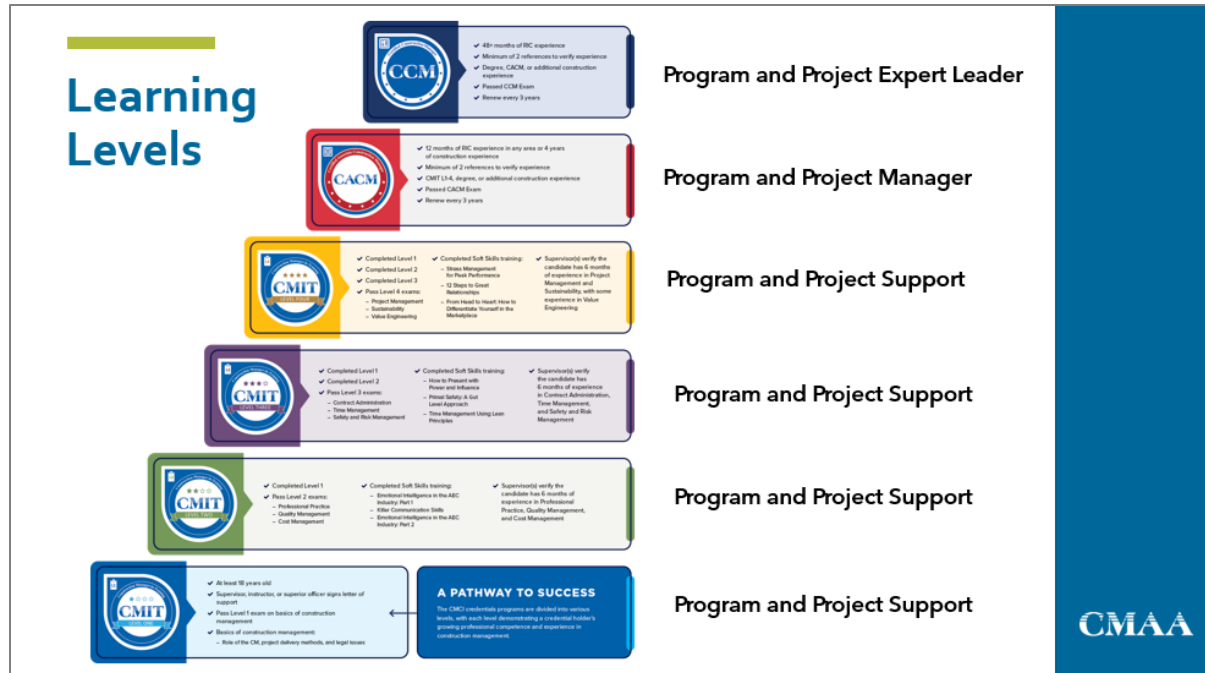 Learning
Levels
CCM
✓ 48+ months of RIC experience
✓ Minimum of 2 references to verify experience
✓ Degree, CACM, or additional construction
experience
✓ Passed CCM Exam
✓ Renew every 3 years
Program and Project Expert Leader
CACM
✓ 12 months of RIC experience in any area or 4 years
of construction experience
✓ Minimum of 2 references to verify experience
✓ CMIT L1-4, degree, or additional construction experience
✓ Passed CACM Exam
✓ Renew every 3 years
Program and Project Manager
CMIT
LEVEL FOUR
✓ Completed Level 1
✓ Completed Level 2
✓ Completed Level 3
✓ Pass Level 4 exams:
– Project Management
– Sustainability
– Value Engineering
✓ Completed Soft Skills training:
– Stress Management
for Peak Performance
– 12 Steps to Great
Relationships
– From Head to Heart: How to
Differentiate Yourself in the
Marketplace
✓ Supervisor(s) verify the
candidate has 6 months
of experience in Project
Management and
Sustainability, with some
experience in Value
Engineering
Program and Project Support
CMIT
LEVEL THREE
✓ Completed Level 1
✓ Completed Level 2
✓ Pass Level 3 exams:
– Contract Administration
– Time Management
– Safety and Risk Management
✓ Completed Soft Skills training:
– How to Present with
Power and Influence
– Primal Safety: A Gut
Level Approach
– Time Management Using Lean
Principles
✓ Supervisor(s) verify
the candidate has
6 months of experience
in Contract Administration,
Time Management,
and Safety and Risk
Management
Program and Project Support
CMIT
LEVEL TWO
✓ Completed Level 1
✓ Pass Level 2 exams:
– Professional Practice
– Quality Management
– Cost Management
✓ Completed Soft Skills training:
– Emotional Intelligence in the AEC
Industry: Part 1
– Killer Communication Skills
– Emotional Intelligence in the AEC
Industry: Part 2
✓ Supervisor(s) verify the
candidate has 6 months of
experience in Professional
Practice, Quality Management,
and Cost Management
Program and Project Support
CMIT
LEVEL ONE
✓ At least 18 years old
✓ Supervisor, instructor, or superior officer signs letter of
support
✓ Pass Level 1 exam on basics of construction
management
✓ Basics of construction management:
– Role of the CM, project delivery methods, and legal issues
A PATHWAY TO SUCCESS
The CMCI credentials programs are divided into various
levels, with each level demonstrating a credential holder's
growing professional competence and experience in
construction management.
Program and Project Support
CMAA